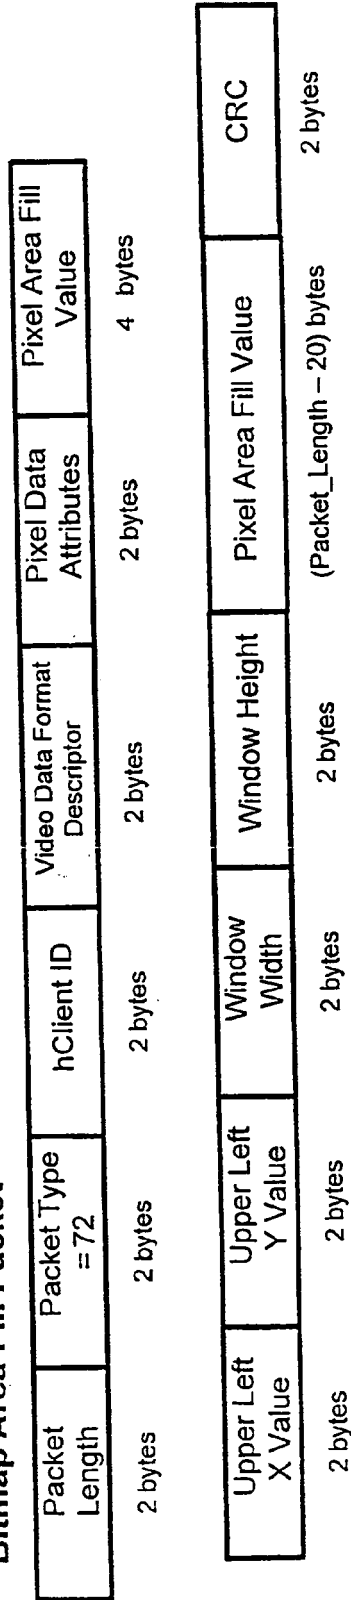 Bitmap Area Fill Packet
Packet
Length
Packet Type
= 72
hClient ID
Video Data Format
Descriptor
Pixel Data
Attributes
Pixel Area Fill
Value
2 bytes
2 bytes
2 bytes
2 bytes
2 bytes
4 bytes
Upper Left
X Value
Upper Left
Y Value
Window
Width
Window Height
Pixel Area Fill Value
CRC
2 bytes
2 bytes
2 bytes
2 bytes
(Packet_Length – 20) bytes
2 bytes